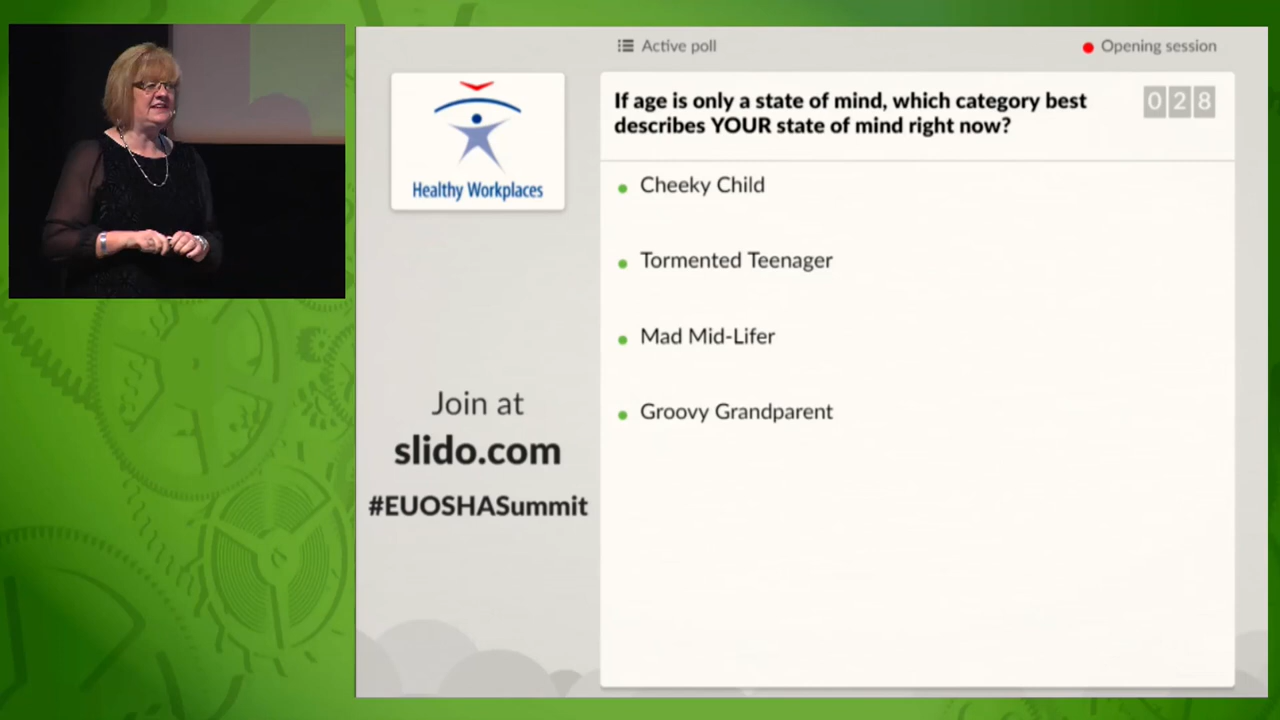 Active poll
Opening session
Healthy Workplaces
If age is only a state of mind, which category best
describes YOUR state of mind right now?
028
Cheeky Child
Tormented Teenager
Mad Mid-Lifer
Groovy Grandparent
Join at
slido.com
#EUOSHASummit